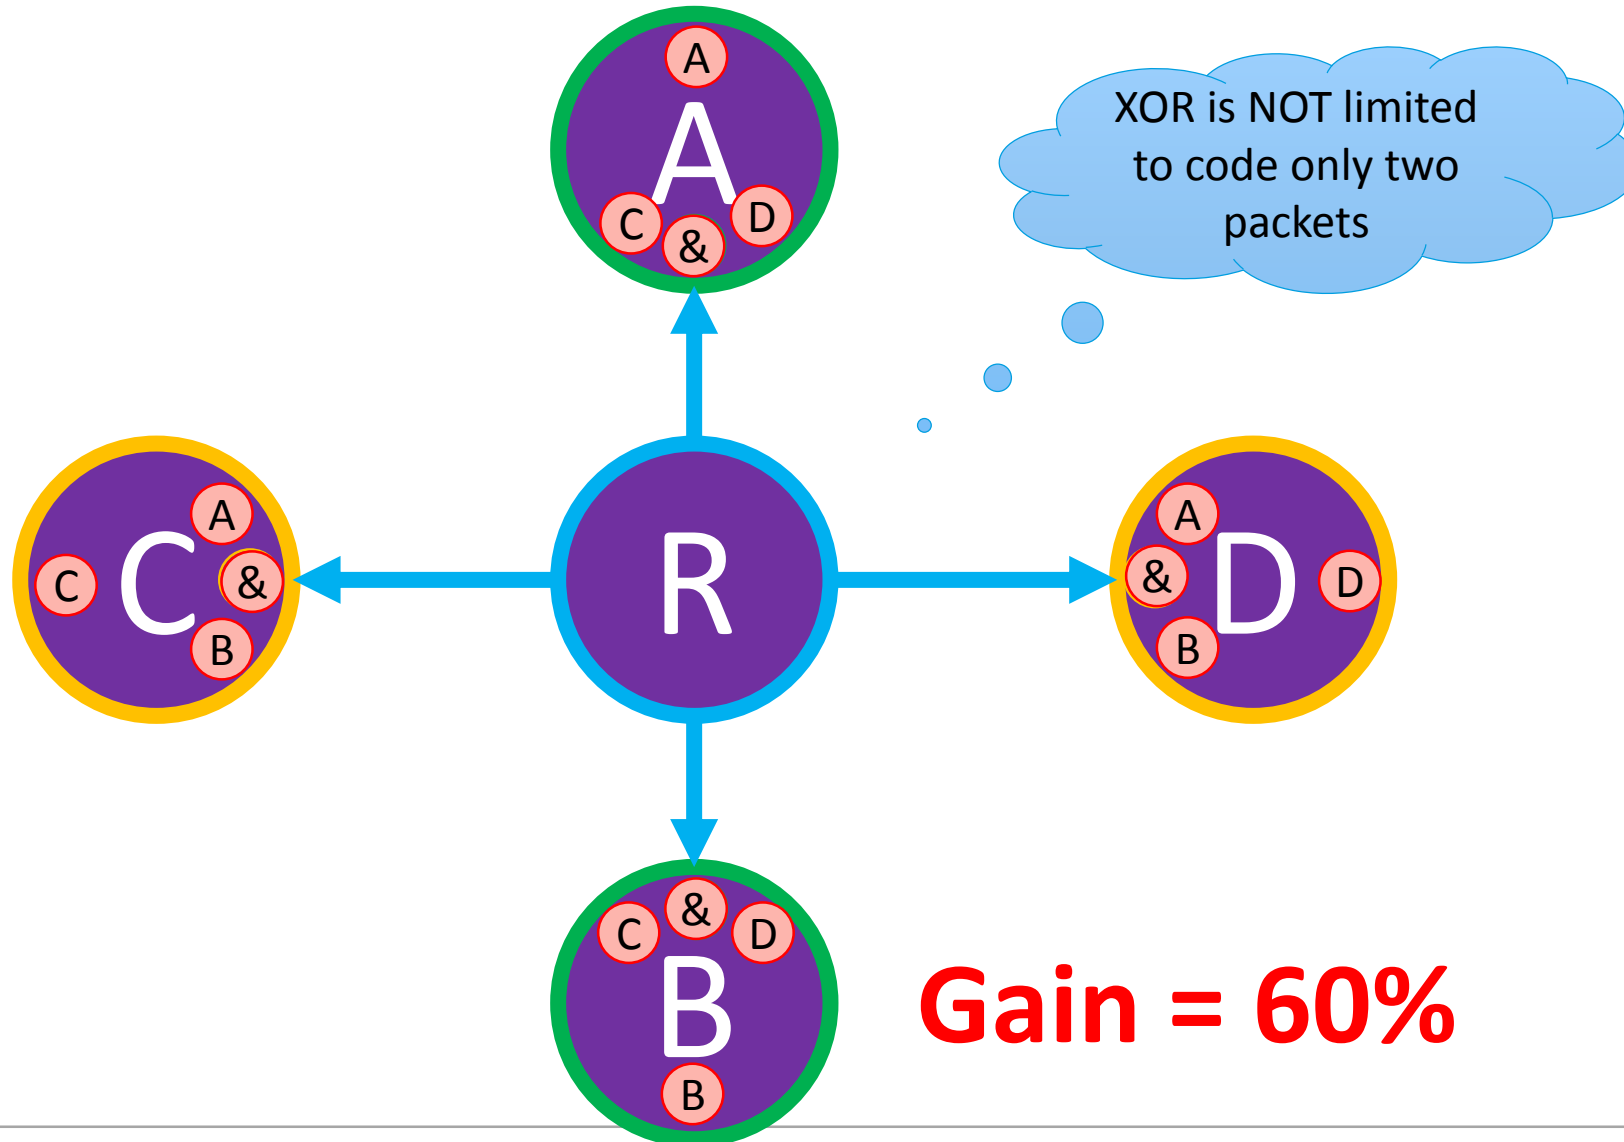 A
A
C
&
D
XOR is NOT limited
to code only two
packets
C
C
A
&
B
R
A
&
B
D
D
C
&
D
B
B
Gain = 60%